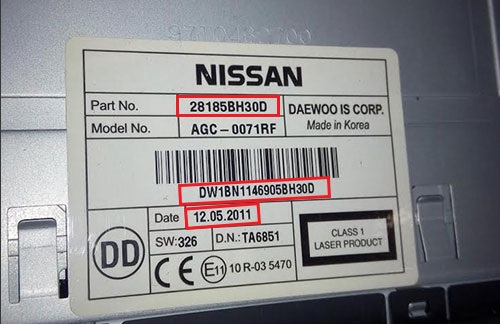 NISSAN
Part No. 28185BH30D DAEWOO IS CORP.
Model No. AGC-0071RF Made in Korea
DW1BN1146905BH30D
Date 12.05.2011
SW:326 D.N.: TA6851
DD CE E11 10 R-03 5470
CLASS 1
LASER PRODUCT